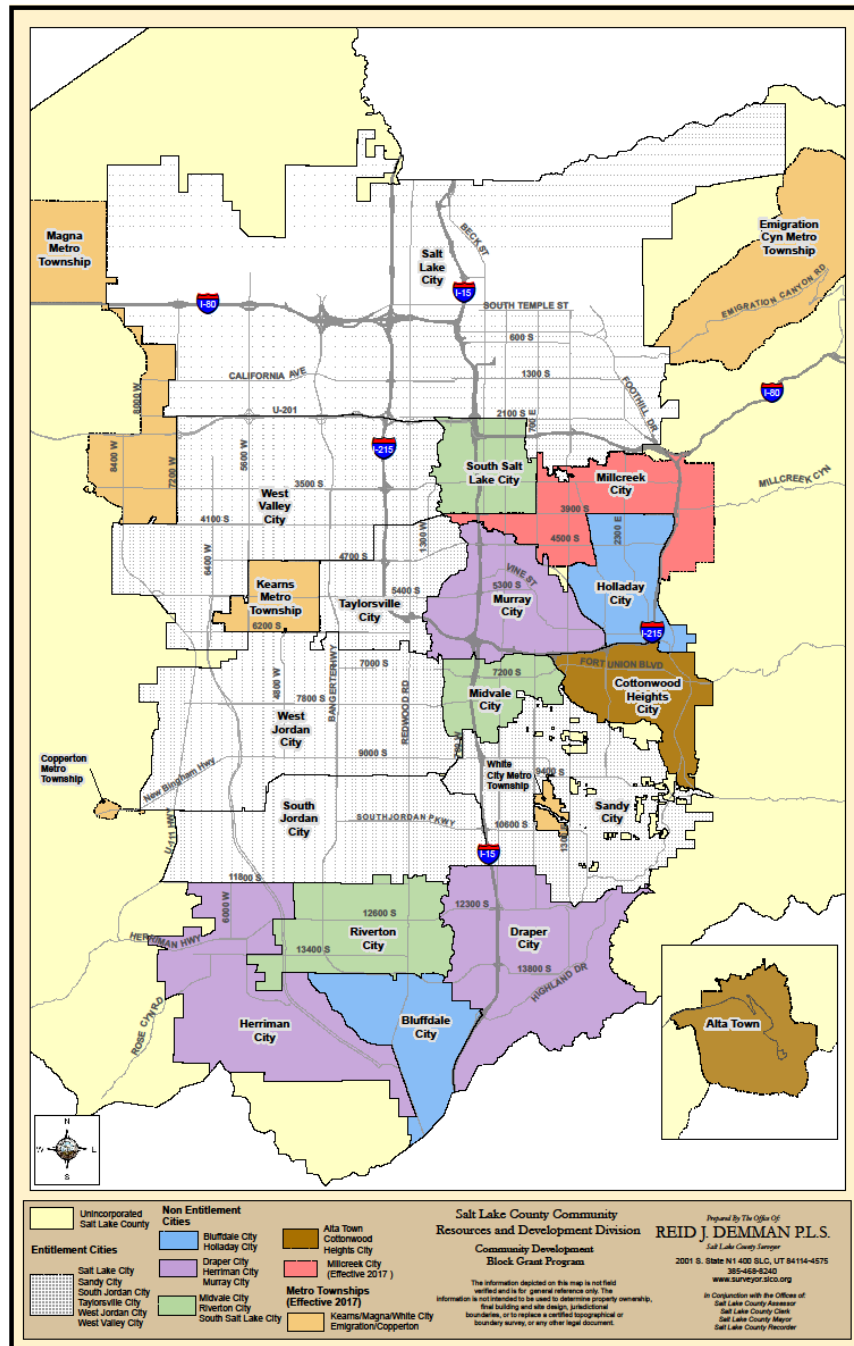 Magna
Metro
Township
Emigration
Cyn Metro
Township
EMIGRATION CANYON RD
BECK ST
Salt
Lake
City
I-80
I-15
SOUTH TEMPLE ST
600 S
1300 S
CALIFORNIA AVE
FOOTHILL DR
I-80
8000 W
U-201
2100 S
700 E
I-215
8400 W
7200 W
5600 W
South Salt
Lake City
Millcreek
City
MILLCREEK CYN
3500 S
West
Valley
City
3900 S
4100 S
4500 S
2300 E
1300 W
4700 S
6400 W
Kearns
Metro
Township
5400 S
VINE ST
5300 S
Murray
City
Holladay
City
Taylorsville
City
6200 S
I-215
7000 S
7200 S
FORT UNION BLVD
4800 W
BANGERTER HWY
REDWOOD RD
Cottonwood
Heights
City
7800 S
Midvale
City
West
Jordan
City
9000 S
Copperton
Metro
Township
New Bingham Hwy
White
City Metro
Township
9400 S
Sandy
City
South
Jordan
City
SOUTH JORDAN PKWY
10600 S
U-111 HWY
I-15
11800 S
6000 W
12300 S
12600 S
Riverton
City
Draper
City
HERRIMAN HWY
13400 S
13800 S
HIGHLAND DR
ROSE CYN RD
Herriman
City
Bluffdale
City
Alta Town
N
W
S
Unincorporated
Salt Lake County
Entitlement Cities
Salt Lake City
Sandy City
South Jordan City
Taylorsville City
West Jordan City
West Valley City
Non Entitlement
Cities
Bluffdale City
Holladay City
Draper City
Herriman City
Murray City
Midvale City
Riverton City
South Salt Lake City
Alta Town
Cottonwood
Heights City
Millcreek City
(Effective 2017 )
Metro Townships
(Effective 2017)
Kearns/Magna/White City
Emigration/Copperton
Salt Lake County Community
Resources and Development Division
Community Development
Block Grant Program
The information depicted on this map is not field
verified and is for general reference only. The
information is not intended to be used to determine property ownership,
final building and site design, jurisdictional
boundaries, or to replace a certified topographical or
boundary survey, or any other legal document.
Prepared By The Office Of:
REID J. DEMMAN P.L.S.
Salt Lake County Surveyor
2001 S. State N1 400 SLC, UT 84114-4575
385-468-8240
www.surveyor.slco.org
In Conjunction with the Offices of:
Salt Lake County Assessor
Salt Lake County Clerk
Salt Lake County Mayor
Salt Lake County Recorder